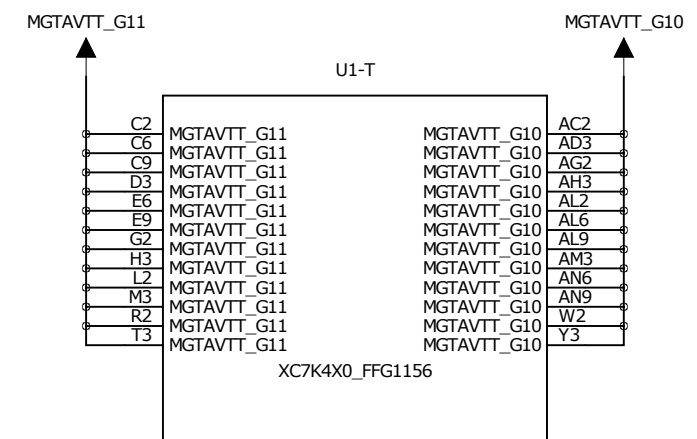 MGTAVTT_G11 MGTAVTT_G10
U1-T
C2 MGTAVTT_G11 MGTAVTT_G10 AC2
C6 MGTAVTT_G11 MGTAVTT_G10 AD3
C9 MGTAVTT_G11 MGTAVTT_G10 AG2
D3 MGTAVTT_G11 MGTAVTT_G10 AH3
E6 MGTAVTT_G11 MGTAVTT_G10 AL2
E9 MGTAVTT_G11 MGTAVTT_G10 AL6
G2 MGTAVTT_G11 MGTAVTT_G10 AL9
H3 MGTAVTT_G11 MGTAVTT_G10 AM3
L2 MGTAVTT_G11 MGTAVTT_G10 AN6
M3 MGTAVTT_G11 MGTAVTT_G10 AN9
R2 MGTAVTT_G11 MGTAVTT_G10 W2
T3 MGTAVTT_G11 MGTAVTT_G10 Y3
XC7K4X0_FFG1156